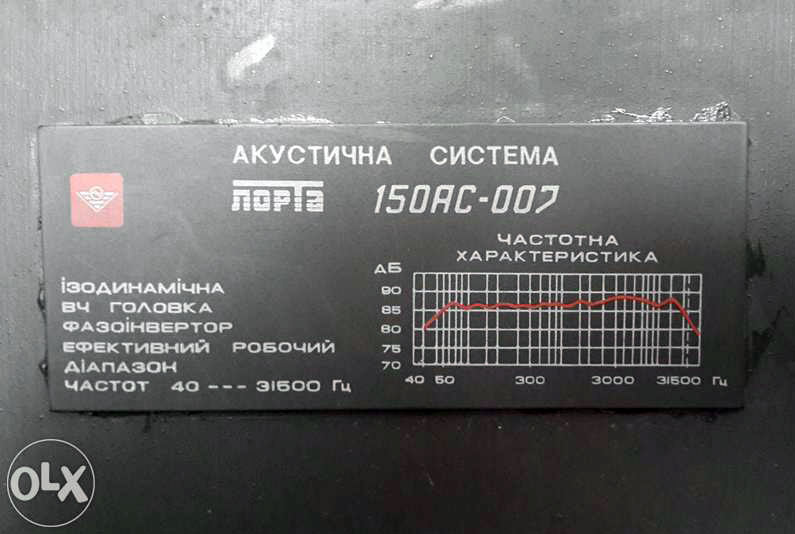 АКУСТИЧНА СИСТЕМА
ЛОРТА 150АС-007
ЧАСТОТНА
ХАРАКТЕРИСТИКА
ІЗОДИНАМІЧНА
ВЧ ГОЛОВКА
ФАЗОІНВЕРТОР
ЕФЕКТИВНИЙ РОБОЧИЙ
ДІАПАЗОН
ЧАСТОТ 40 --- 31500 Гц
дБ
90
85
80
75
70
40 50 300 3000 31500 Гц
OLX